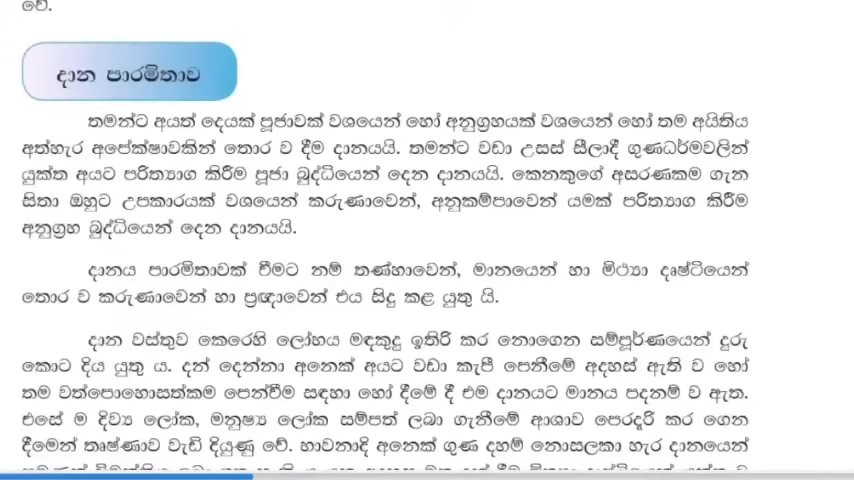 වේ.
දාන පාරමිතාව
තමන්ට අයත් දෙයක් පූජාවක් වශයෙන් හෝ අනුග්‍රහයක් වශයෙන් හෝ තම අයිතිය
අත්හැර අපේක්ෂාවකින් තොර ව දීම දානයයි. තමන්ට වඩා උසස් සීලාදී ගුණධර්මවලින්
යුක්ත අයට පරිත්‍යාග කිරීම පූජා බුද්ධියෙන් දෙන දානයයි. කෙනකුගේ අසරණකම ගැන
සිතා ඔහුට උපකාරයක් වශයෙන් කරුණාවෙන්, අනුකම්පාවෙන් යමක් පරිත්‍යාග කිරීම
අනුග්‍රහ බුද්ධියෙන් දෙන දානයයි.
දානය පාරමිතාවක් වීමට නම් තණ්හාවෙන්, මානයෙන් හා මිථ්‍යා දෘෂ්ටියෙන්
තොර ව කරුණාවෙන් හා ප්‍රඥාවෙන් එය සිදු කළ යුතු යි.
දාන වස්තුව කෙරෙහි ලෝභය මඳකුදු ඉතිරි කර නොගෙන සම්පූර්ණයෙන් දුරු
කොට දිය යුතු ය. දන් දෙන්නා අනෙක් අයට වඩා කැපී පෙනීමේ අදහස් ඇති ව හෝ
තම වත්පොහොසත්කම පෙන්වීම සඳහා හෝ දීමේ දී එම දානයට මානය පදනම් ව ඇත.
එසේ ම දිව්‍ය ලෝක, මනුෂ්‍ය ලෝක සම්පත් ලබා ගැනීමේ ආශාව පෙරදැරි කර ගෙන
දීමෙන් තෘෂ්ණාව වැඩි දියුණු වේ. භාවනාදි අනෙක් ගුණ දහම් නොසලකා හැර දානයෙන්